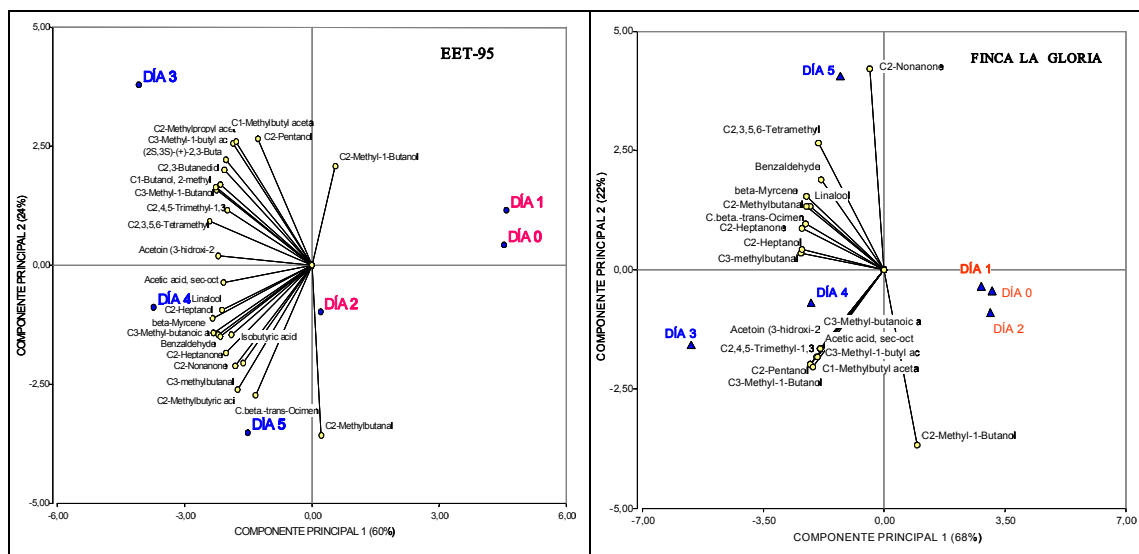 5,00
EET-95
DÍA 3
C1-Methylbutyl aceta
C2-Methylpropyl ace
C2-Pentanol
C3-Methyl-1-butyl ac
(2S,3S)-(+)-2,3-Buta
C2-Methyl-1-Butanol
2,50
C2,3-Butanediol
C1-Butanol, 2-methyl
C3-Methyl-1-Butanol
DÍA 1
C2,4,5-Trimethyl-1,3
C2,3,5,6-Tetramethyl
DÍA 0
Acetoin (3-hidroxi-2
0,00
Acetic acid, sec-oct
DÍA 4
Linalool
C2-Heptanol
DÍA 2
beta-Myrcene
C3-Methyl-butanoic a
Isobutyric acid
Benzaldehyde
C2-Heptanone
C2-Nonanone
-2,50
C3-methylbutanal
C2-Methylbutyric aci
C.beta.-trans-Ocimen
C2-Methylbutanal
DÍA 5
-5,00
-6,00
-3,00
0,00
3,00
6,00
COMPONENTE PRINCIPAL 1 (60%)
COMPONENTE PRINCIPAL 2 (24%)
5,00
FINCA LA GLORIA
DÍA 5
C2-Nonanone
C2,3,5,6-Tetramethyl
2,50
Benzaldehyde
beta-Myrcene
Linalool
C2-Methylbutanal
C.beta.-trans-Ocimen
C2-Heptanone
C2-Heptanol
C3-methylbutanal
0,00
DÍA 1
DÍA 0
DÍA 4
DÍA 2
DÍA 3
C3-Methyl-butanoic a
Acetoin (3-hidroxi-2
Acetic acid, sec-oct
C2,4,5-Trimethyl-1,3
C3-Methyl-1-butyl ac
C2-Pentanol
C1-Methylbutyl aceta
C3-Methyl-1-Butanol
-2,50
C2-Methyl-1-Butanol
-5,00
-7,00
-3,50
0,00
3,50
7,00
COMPONENTE PRINCIPAL 1 (68%)
COMPONENTE PRINCIPAL 2 (22%)